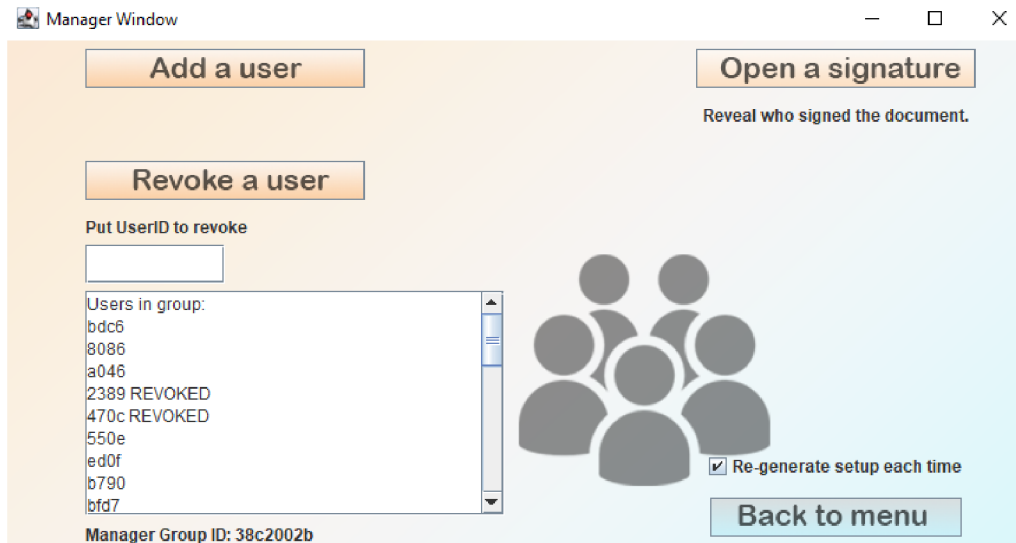 Manager Window
Add a user
Open a signature
Reveal who signed the document.
Revoke a user
Put UserID to revoke
Users in group:
bdc6
8086
a046
2389 REVOKED
470c REVOKED
550e
ed0f
b790
bfd7
Re-generate setup each time
Back to menu
Manager Group ID: 38c2002b